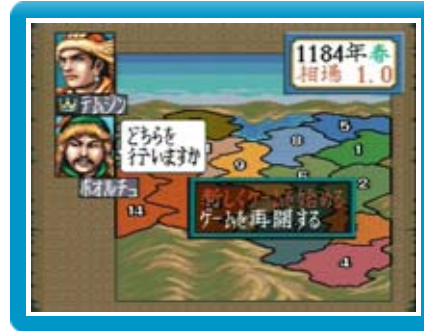 1184年春
相場 1.0
テムジン
どちらを
行いますか
ボオルチュ
新しくゲームを始める
ゲームを再開する
5
8
1
9
2
14
4